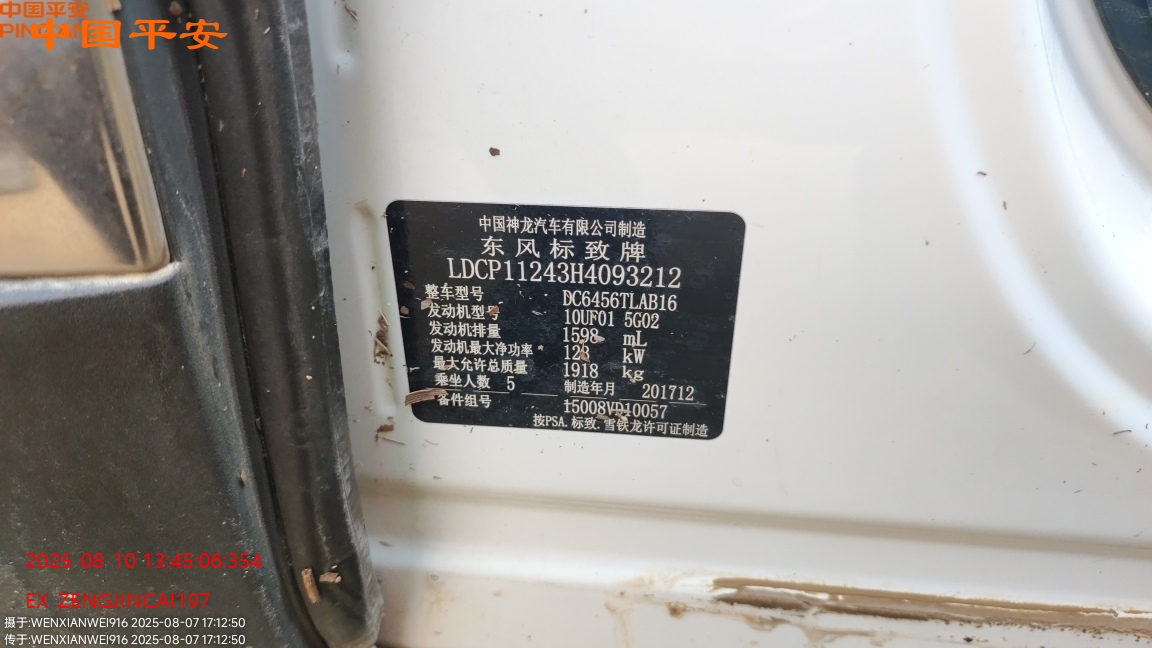 中国平安
中国平安
中国神龙汽车有限公司制造
东风标致牌
LDCP11243H4093212
整车型号 DC6456TLAB16
发动机型号 10UF01 5G02
发动机排量 1598 mL
发动机最大净功率 123 kW
最大允许总质量 1918 kg
乘坐人数 5 制造年月 201712
备件组号 15008VD10057
按PSA.标致.雪铁龙许可证制造
2025-08-10 13:45:06:354
EX_ZENGJINCAI197
摄于:WENXIANWEI916 2025-08-07 17:12:50
传于:WENXIANWEI916 2025-08-07 17:12:50